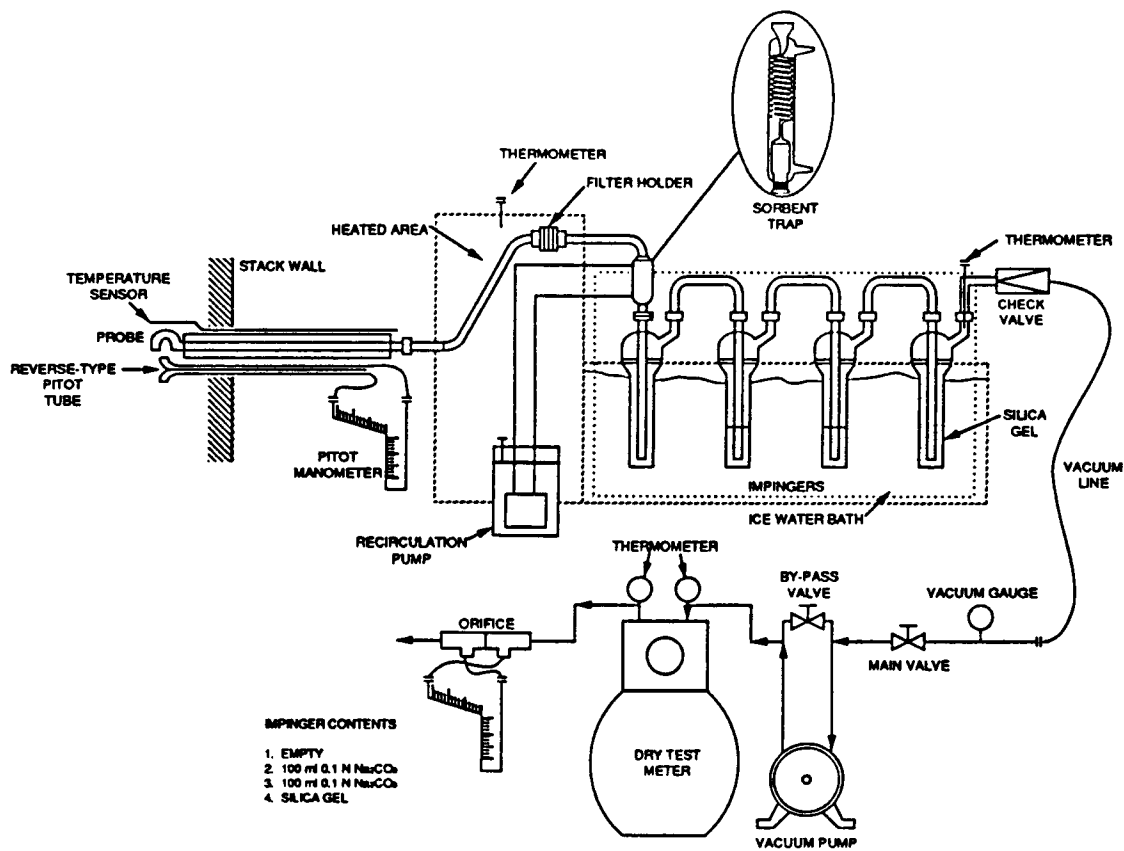 THERMOMETER
FILTER HOLDER
HEATED AREA
SORBENT
TRAP
THERMOMETER
STACK WALL
TEMPERATURE
SENSOR
PROBE
REVERSE-TYPE
PITOT
TUBE
CHECK
VALVE
PITOT
MANOMETER
SILICA
GEL
IMPINGERS
ICE WATER BATH
VACUUM
LINE
RECIRCULATION
PUMP
THERMOMETER
BY-PASS
VALVE
VACUUM GAUGE
ORIFICE
MAIN VALVE
IMPINGER CONTENTS
1. EMPTY
2. 100 ml 0.1 N Na₂CO₃
3. 100 ml 0.1 N Na₂CO₃
4. SILICA GEL
DRY TEST
METER
VACUUM PUMP